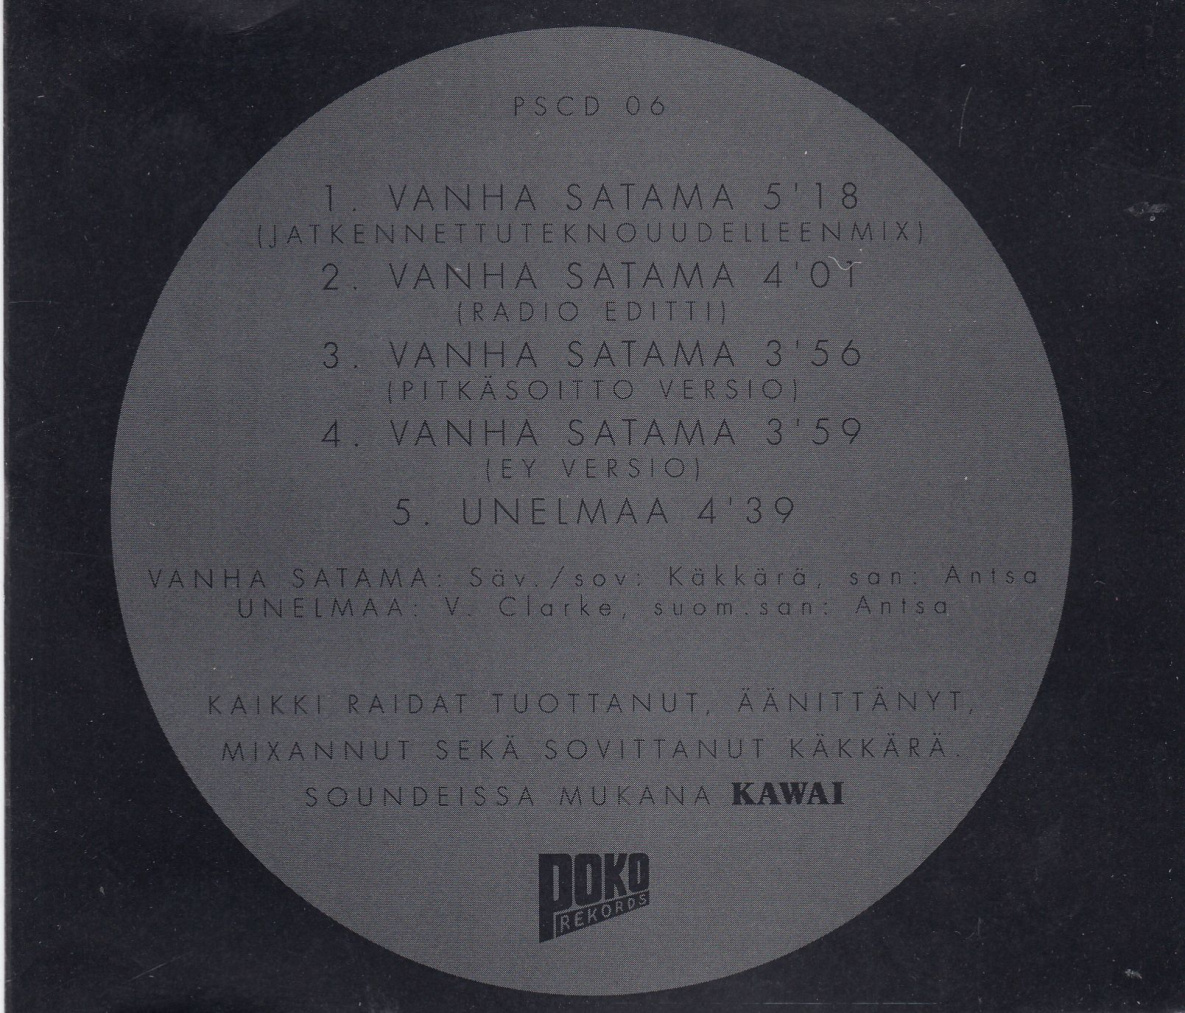 PSCD 06
1. VANHA SATAMA 5'18
(JATKENNETTUTEKNOUUDELLEENMIX)
2. VANHA SATAMA 4'01
(RADIO EDITTI)
3. VANHA SATAMA 3'56
(PITKÄSOITTO VERSIO)
4. VANHA SATAMA 3'59
(EY VERSIO)
5. UNELMAA 4'39
VANHA SATAMA: Säv./sov: Käkkärä, san: Antsa
UNELMAA: V. Clarke, suom.san: Antsa
KAIKKI RAIDAT TUOTTANUT, ÄÄNITTÄNYT,
MIXANNUT SEKÄ SOVITTANUT KÄKKÄRÄ.
SOUNDEISSA MUKANA KAWAI
POKO
REKORDS